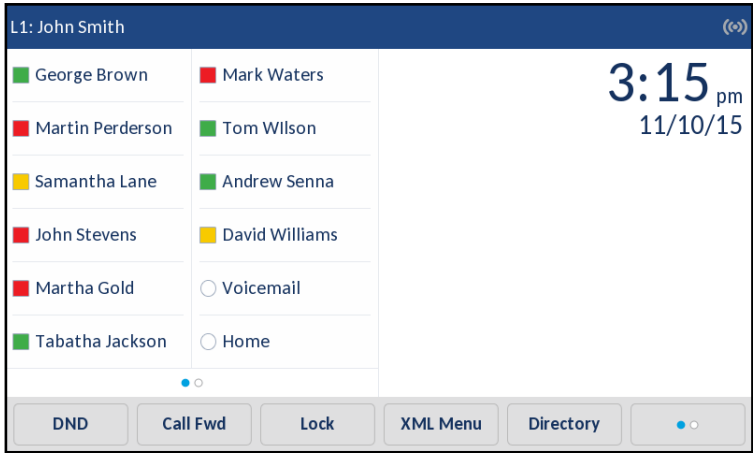 L1: John Smith
George Brown
Mark Waters
Martin Perderson
Tom WIlson
Samantha Lane
Andrew Senna
John Stevens
David Williams
Martha Gold
Voicemail
Tabatha Jackson
Home
3:15 pm
11/10/15
DND
Call Fwd
Lock
XML Menu
Directory